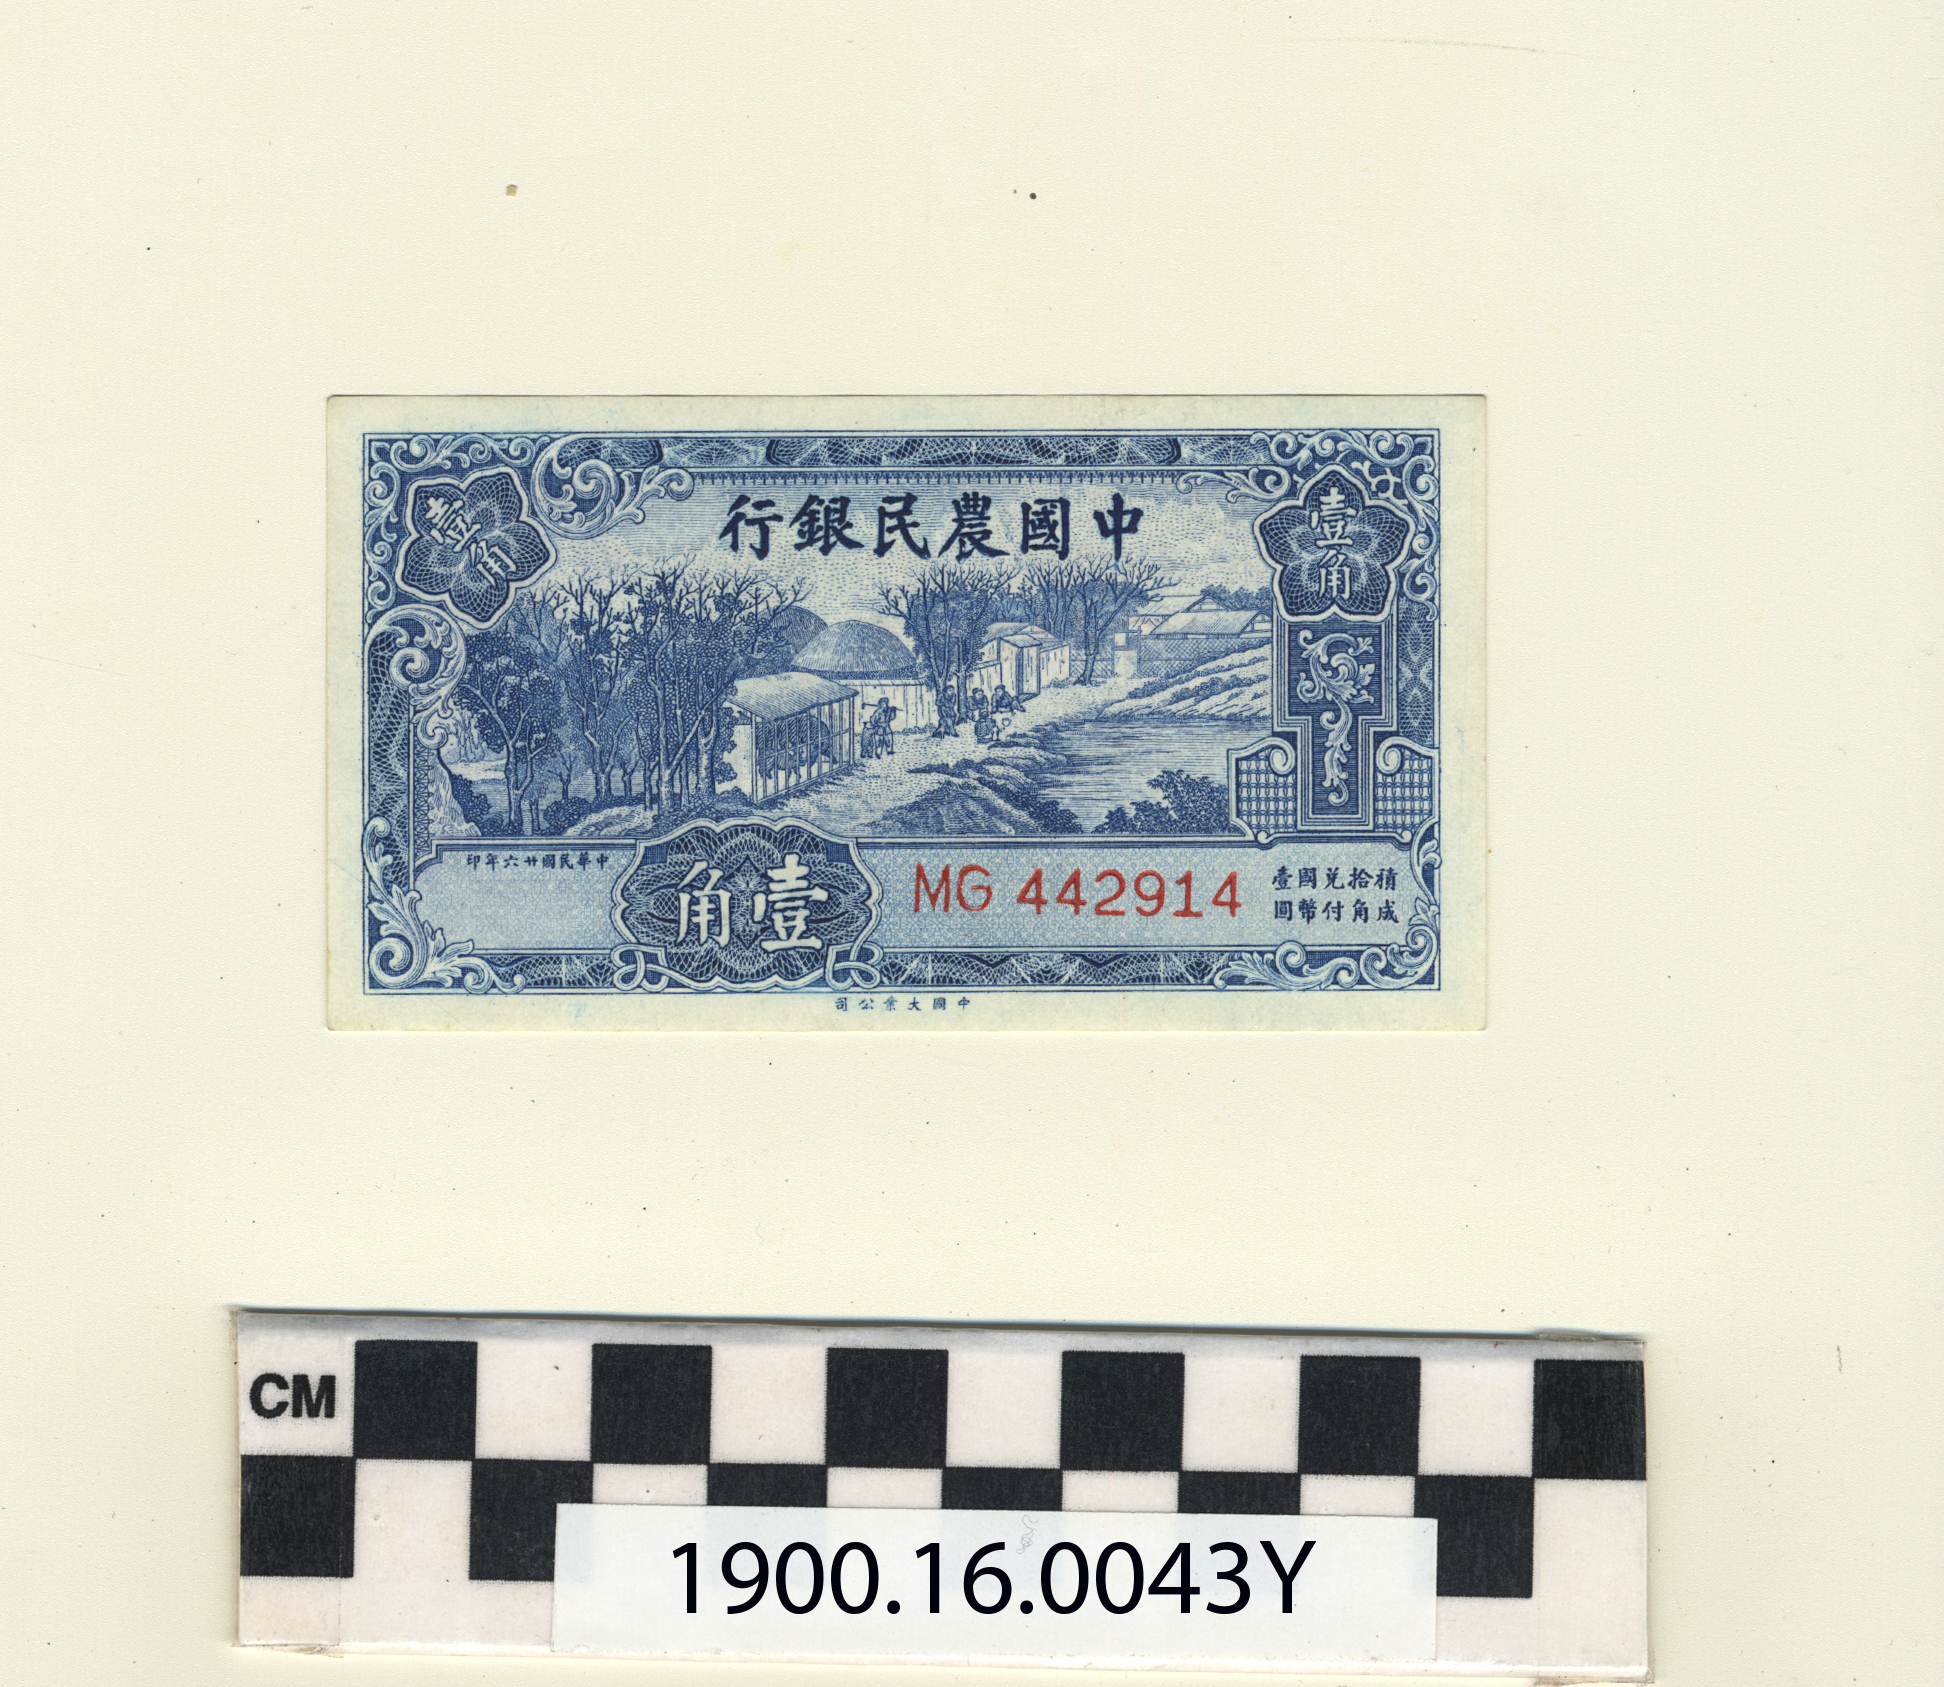 中國農民銀行
壹角
壹角
中華民國廿六年印
壹角
MG 442914
積拾兌國壹
成角付幣圓
中國大業公司
CM
1900.16.0043Y